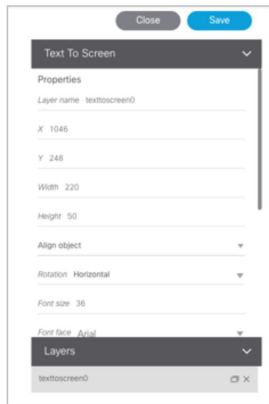 Close Save
Text To Screen
Properties
Layer name texttoscreen0
X 1046
Y 248
Width 220
Height 50
Align object
Rotation Horizontal
Font size 36
Font face Arial
Layers
texttoscreen0